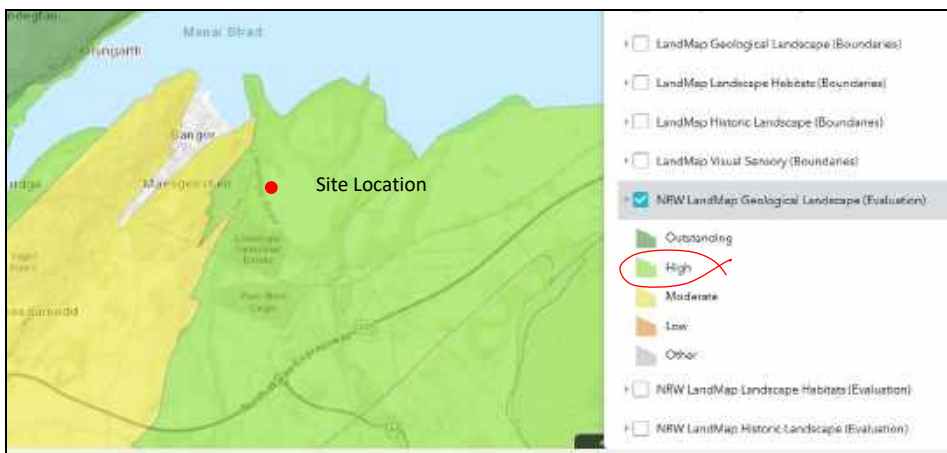 Menai Strait
Bangor
Maesgeirchen
Site Location
LandMap Geological Landscape (Boundaries)
LandMap Landscape Habitats (Boundaries)
LandMap Historic Landscape (Boundaries)
LandMap Visual Sensory (Boundaries)
NRW LandMap Geological Landscape (Evaluation)
Outstanding
High
Moderate
Low
Other
NRW LandMap Landscape Habitats (Evaluation)
NRW LandMap Historic Landscape (Evaluation)